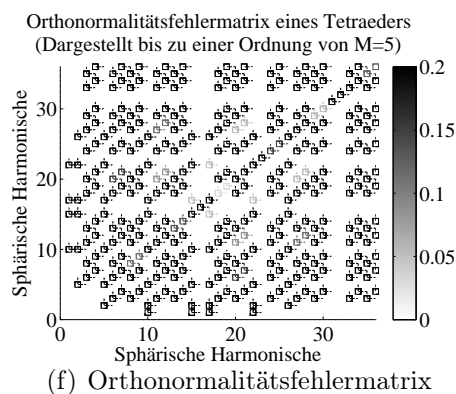 Orthonormalitätsfehlermatrix eines Tetraeders
(Dargestellt bis zu einer Ordnung von M=5)
Sphärische Harmonische
30
20
10
0
0 10 20 30
Sphärische Harmonische
0.2
0.15
0.1
0.05
0
(f) Orthonormalitätsfehlermatrix